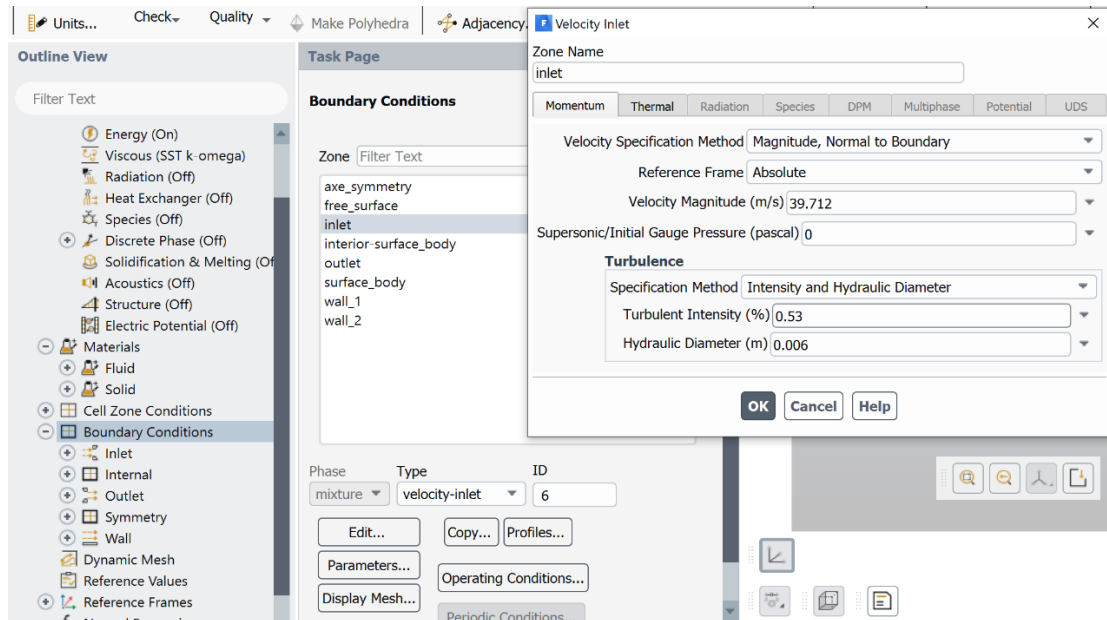 Units...
Check
Quality
Make Polyhedra
Adjacency.
Outline View
Filter Text
Energy (On)
Viscous (SST k-omega)
Radiation (Off)
Heat Exchanger (Off)
Species (Off)
Discrete Phase (Off)
Solidification & Melting (Of
Acoustics (Off)
Structure (Off)
Electric Potential (Off)
Materials
Fluid
Solid
Cell Zone Conditions
Boundary Conditions
Inlet
Internal
Outlet
Symmetry
Wall
Dynamic Mesh
Reference Values
Reference Frames
Task Page
Boundary Conditions
Zone Filter Text
axe_symmetry
free_surface
inlet
interior-surface_body
outlet
surface_body
wall_1
wall_2
Phase Type ID
mixture velocity-inlet 6
Edit... Copy... Profiles...
Parameters... Operating Conditions...
Display Mesh... Periodic Conditions
Velocity Inlet
Zone Name
inlet
Momentum Thermal Radiation Species DPM Multiphase Potential UDS
Velocity Specification Method Magnitude, Normal to Boundary
Reference Frame Absolute
Velocity Magnitude (m/s) 39.712
Supersonic/Initial Gauge Pressure (pascal) 0
Turbulence
Specification Method Intensity and Hydraulic Diameter
Turbulent Intensity (%) 0.53
Hydraulic Diameter (m) 0.006
OK Cancel Help